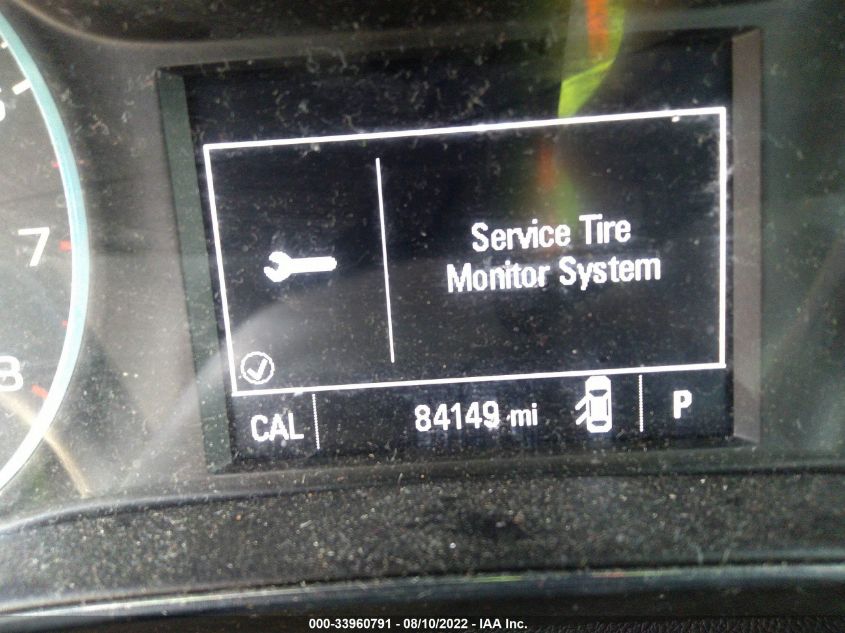 7
8
Service Tire
Monitor System
CAL
84149 mi
P
000-33960791 - 08/10/2022 - IAA Inc.